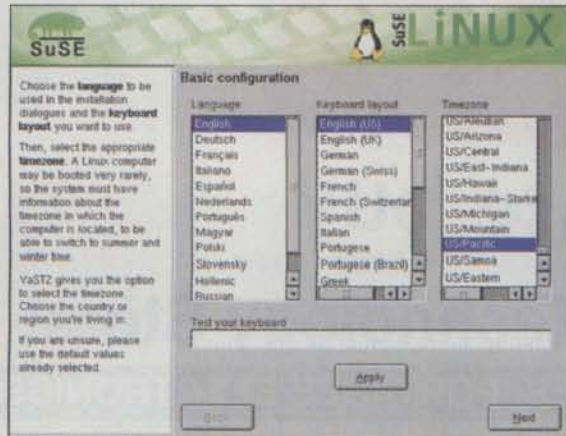 SuSE
SuSE LiNUX
Choose the language to be
used in the installation
dialogues and the keyboard
layout you want to use.
Then, select the appropriate
timezone. A Linux computer
may be booted very rarely,
so the system must have
information about the
timezone in which the
computer is located, to be
able to switch to summer and
winter time.
YaST2 gives you the option
to select the timezone.
Choose the country or
region you're living in.
If you are unsure, please
use the default values
already selected.
Basic configuration
Language
English
Deutsch
Français
Italiano
Español
Nederlands
Português
Magyar
Polski
Slovensky
Hellenic
Russian
Keyboard layout
English (US)
English (UK)
German
German (Swiss)
French
French (Switzerlan
Spanish
Italian
Portugese
Portugese (Brazil)
Greek
Timezone
US/Aleutian
US/Arizona
US/Central
US/East-Indiana
US/Hawaii
US/Indiana-Starke
US/Michigan
US/Mountain
US/Pacific
US/Samoa
US/Eastern
Test your keyboard
Apply
Back
Next